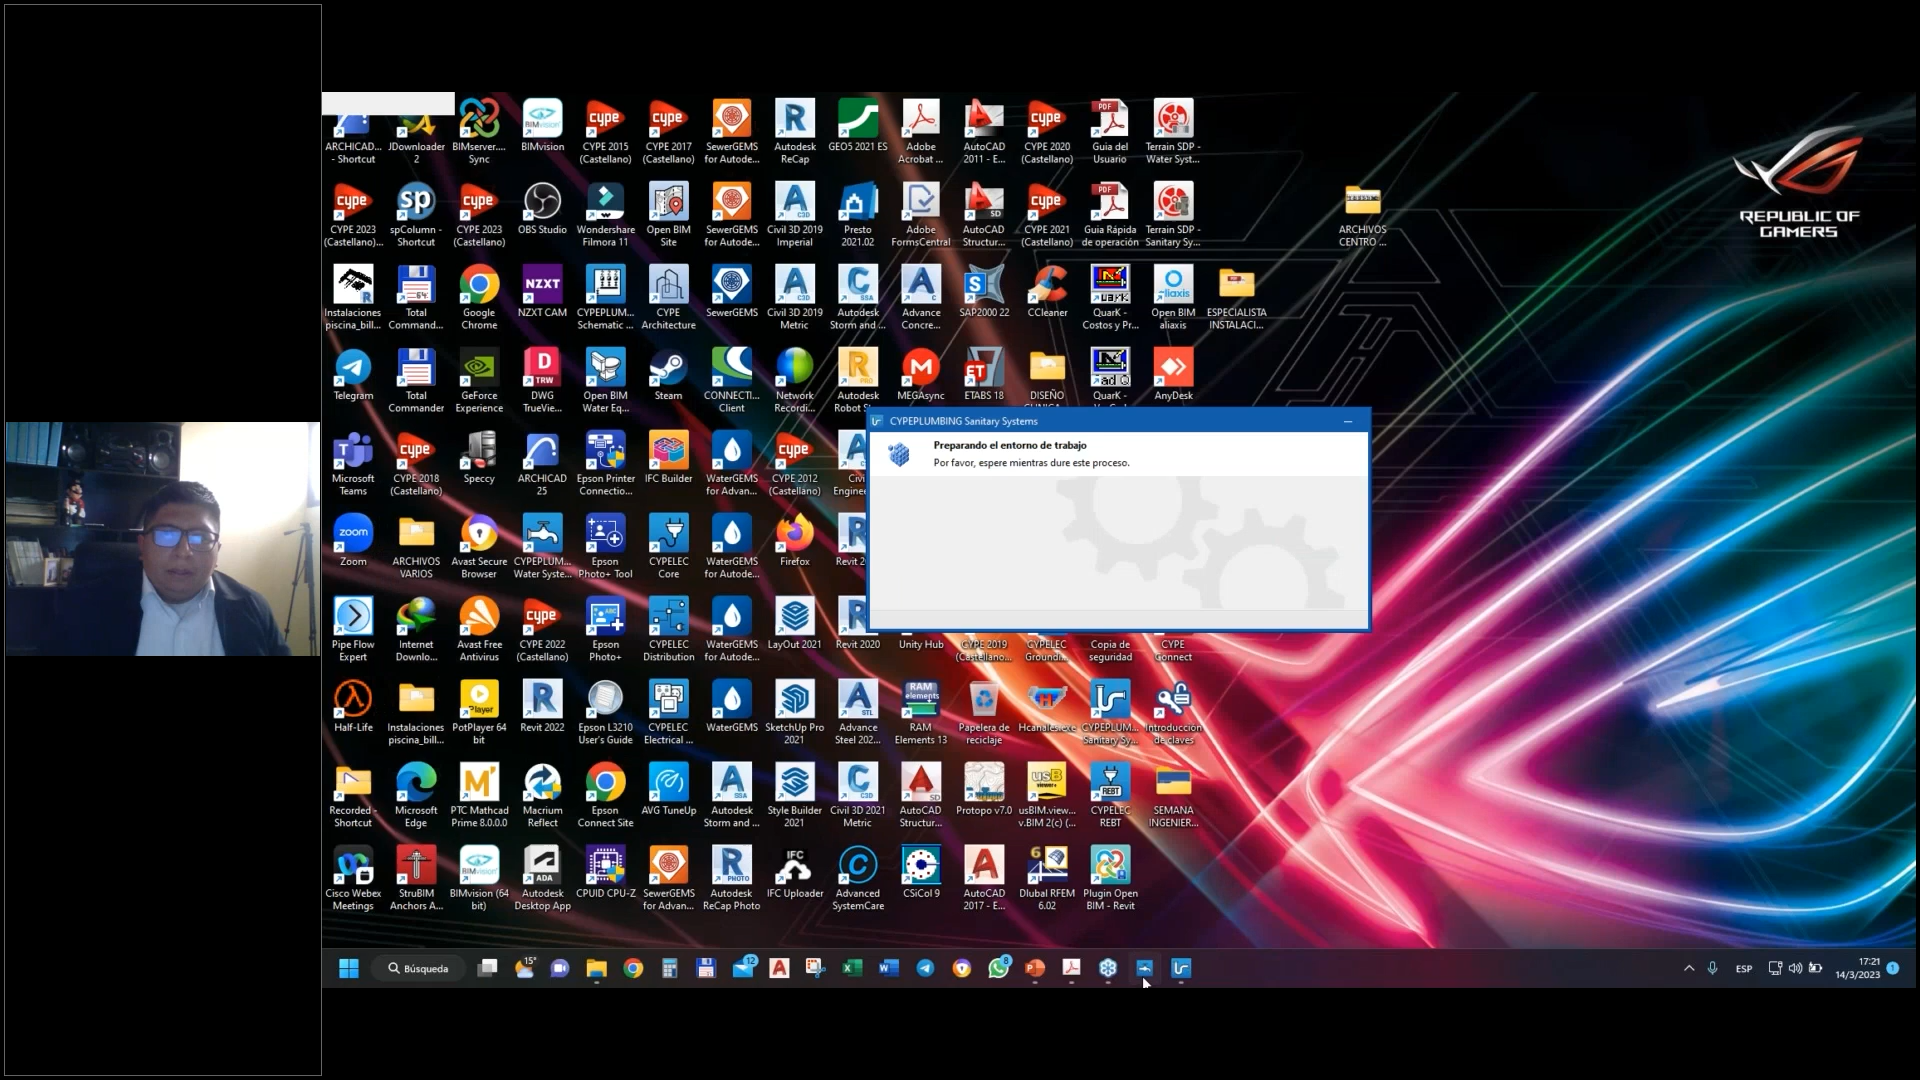 ARCHICAD...
- Shortcut
JDownloader
2
BIMserver....
Sync
BIMvision
CYPE 2015
(Castellano)
CYPE 2017
(Castellano)
SewerGEMS
for Autode...
Autodesk
ReCap
GEO5 2021 ES
Adobe
Acrobat ...
AutoCAD
2011 - E...
CYPE 2020
(Castellano)
Guia del
Usuario
Terrain SDP -
Water Syst...
CYPE 2023
(Castellano)...
spColumn -
Shortcut
CYPE 2023
(Castellano)
OBS Studio
Wondershare
Filmora 11
Open BIM
Site
SewerGEMS
for Autode...
Civil 3D 2019
Imperial
Presto
2021.02
Adobe
FormsCentral
AutoCAD
Structur...
CYPE 2021
(Castellano)
Guia Rápida
de operación
Terrain SDP -
Sanitary Sy...
ARCHIVOS
CENTRO ...
REPUBLIC OF
GAMERS
Instalaciones
piscina_bill...
Total
Command...
Google
Chrome
NZXT CAM
CYPEPLUM...
Schematic ...
CYPE
Architecture
SewerGEMS
Civil 3D 2019
Metric
Autodesk
Storm and ...
Advance
Concre...
SAP2000 22
CCleaner
QuarK -
Costos y Pr...
Open BIM
aliaxis
ESPECIALISTA
INSTALACI...
Telegram
Total
Commander
GeForce
Experience
DWG
TrueVie...
Open BIM
Water Eq...
Steam
CONNECTI...
Client
Network
Recordi...
Autodesk
Robot S...
MEGAsync
ETABS 18
DISEÑO
QuarK -
AnyDesk
CYPEPLUMBING Sanitary Systems
Preparando el entorno de trabajo
Por favor, espere mientras dure este proceso.
Microsoft
Teams
CYPE 2018
(Castellano)
Speccy
ARCHICAD
25
Epson Printer
Connectio...
IFC Builder
WaterGEMS
for Advan...
CYPE 2012
(Castellano)
Zoom
ARCHIVOS
VARIOS
Avast Secure
Browser
CYPEPLUM...
Water Syste...
Epson
Photo+ Tool
CYPELEC
Core
WaterGEMS
for Autode...
Firefox
Pipe Flow
Expert
Internet
Downlo...
Avast Free
Antivirus
CYPE 2022
(Castellano)
Epson
Photo+
CYPELEC
Distribution
WaterGEMS
for Autode...
LayOut 2021
Revit 2020
Unity Hub
CYPE 2019
(Castellano...
CYPELEC
Groundi...
Copia de
seguridad
CYPE
Connect
Half-Life
Instalaciones
piscina_bill...
PotPlayer 64
bit
Revit 2022
Epson L3210
User's Guide
CYPELEC
Electrical ...
WaterGEMS
SketchUp Pro
2021
Advance
Steel 202...
RAM
Elements 13
Papelera de
reciclaje
Hcanales.exe
CYPEPLUM...
Sanitary Sy...
Introducción
de claves
Recorded -
Shortcut
Microsoft
Edge
PTC Mathcad
Prime 8.0.0.0
Macrium
Reflect
Epson
Connect Site
AVG TuneUp
Autodesk
Storm and ...
Style Builder
2021
Civil 3D 2021
Metric
AutoCAD
Structur...
Protopo v7.0
usBIM.view...
v.BIM 2(c) (...
CYPELEC
REBT
SEMANA
INGENIER...
Cisco Webex
Meetings
StruBIM
Anchors A...
BIMvision (64
bit)
Autodesk
Desktop App
CPUID CPU-Z
SewerGEMS
for Advan...
Autodesk
ReCap Photo
IFC Uploader
Advanced
SystemCare
CSiCol 9
AutoCAD
2017 - E...
Dlubal RFEM
6.02
Plugin Open
BIM - Revit
Búsqueda
15°
12
8
ESP
17:21
14/3/2023
1